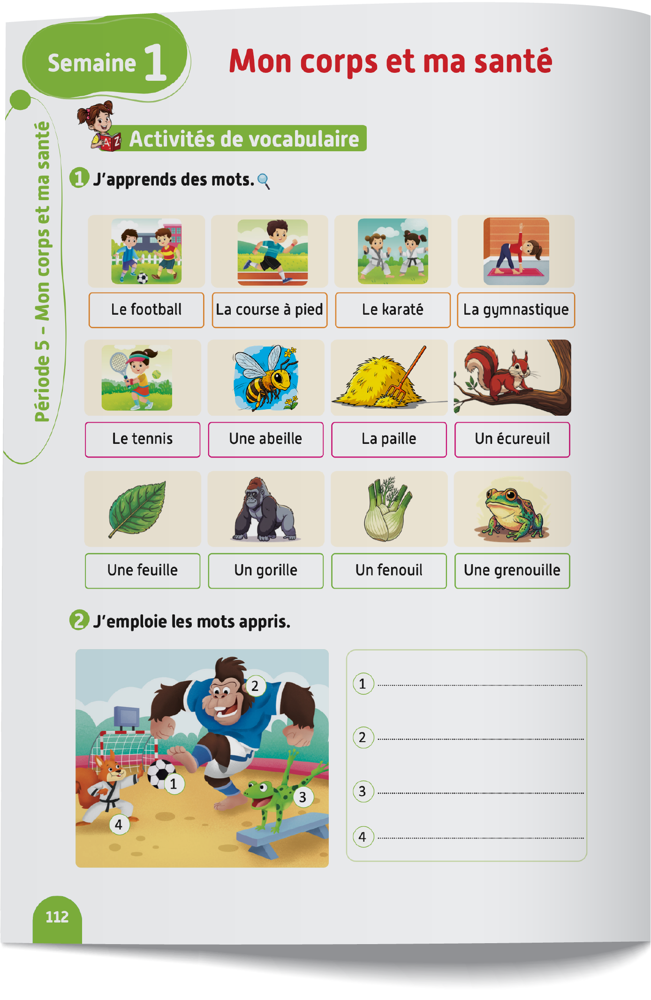 Semaine 1
Mon corps et ma santé
Période 5 – Mon corps et ma santé
A Z
Activités de vocabulaire
1 J'apprends des mots.
Le football
La course à pied
Le karaté
La gymnastique
Le tennis
Une abeille
La paille
Un écureuil
Une feuille
Un gorille
Un fenouil
Une grenouille
2 J'emploie les mots appris.
2
1
3
4
1
2
3
4
112